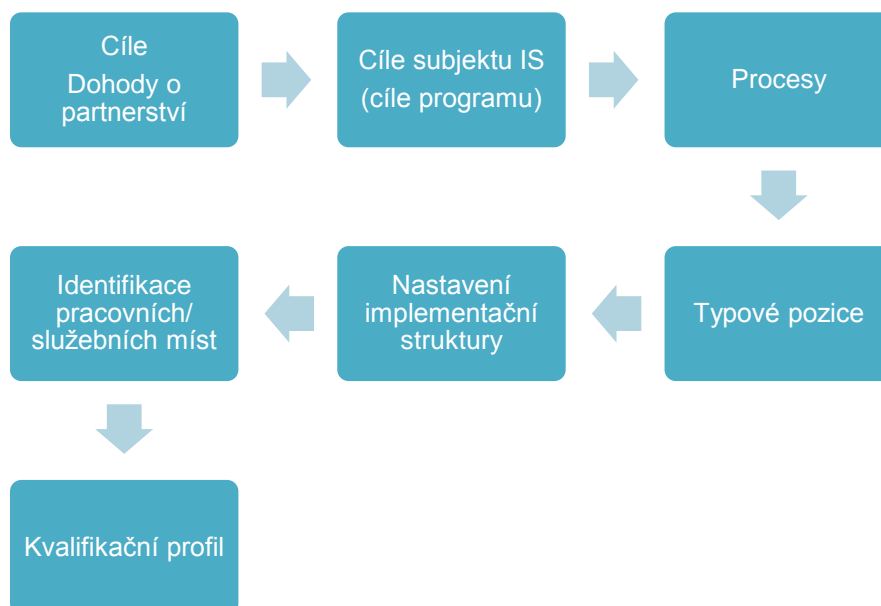 Cíle
Dohody o
partnerství
Cíle subjektu IS
(cíle programu)
Procesy
Typové pozice
Nastavení
implementační
struktury
Identifikace
pracovních/
služebních míst
Kvalifikační profil